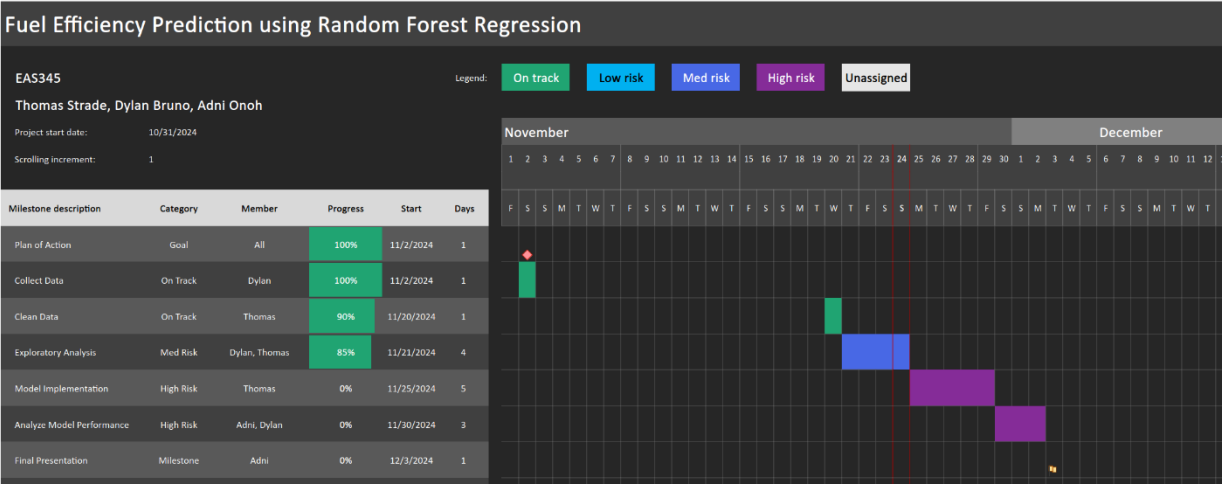 Fuel Efficiency Prediction using Random Forest Regression
EAS345
Legend: On track Low risk Med risk High risk Unassigned
Thomas Strade, Dylan Bruno, Adni Onoh
Project start date: 10/31/2024
November December
Scrolling increment: 1
1 2 3 4 5 6 7 8 9 10 11 12 13 14 15 16 17 18 19 20 21 22 23 24 25 26 27 28 29 30 1 2 3 4 5 6 7 8 9 10 11 12
Milestone description Category Member Progress Start Days
F S S M T W T F S S M T W T F S S M T W T F S S M T W T F S S M T W T F S S M T W T
Plan of Action Goal All 100% 11/2/2024 1
Collect Data On Track Dylan 100% 11/2/2024 1
Clean Data On Track Thomas 90% 11/20/2024 1
Exploratory Analysis Med Risk Dylan, Thomas 85% 11/21/2024 4
Model Implementation High Risk Thomas 0% 11/25/2024 5
Analyze Model Performance High Risk Adni, Dylan 0% 11/30/2024 3
Final Presentation Milestone Adni 0% 12/3/2024 1